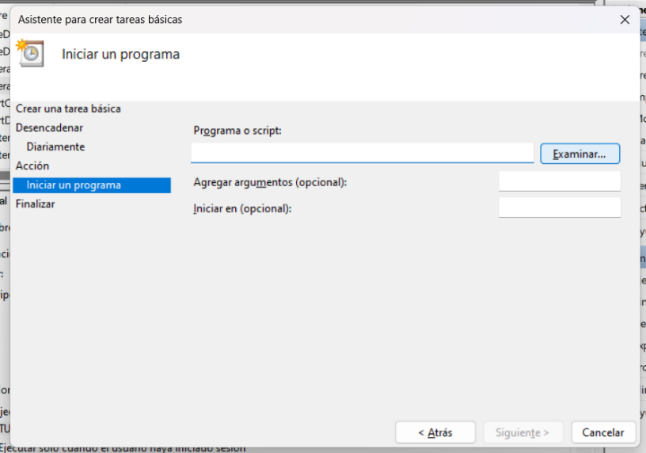 Asistente para crear tareas básicas
Iniciar un programa
Crear una tarea básica
Desencadenar
Diariamente
Acción
Iniciar un programa
Finalizar
Programa o script:
Examinar...
Agregar argumentos (opcional):
Iniciar en (opcional):
< Atrás
Siguiente >
Cancelar
Ejecutar solo cuando el usuario haya iniciado sesión